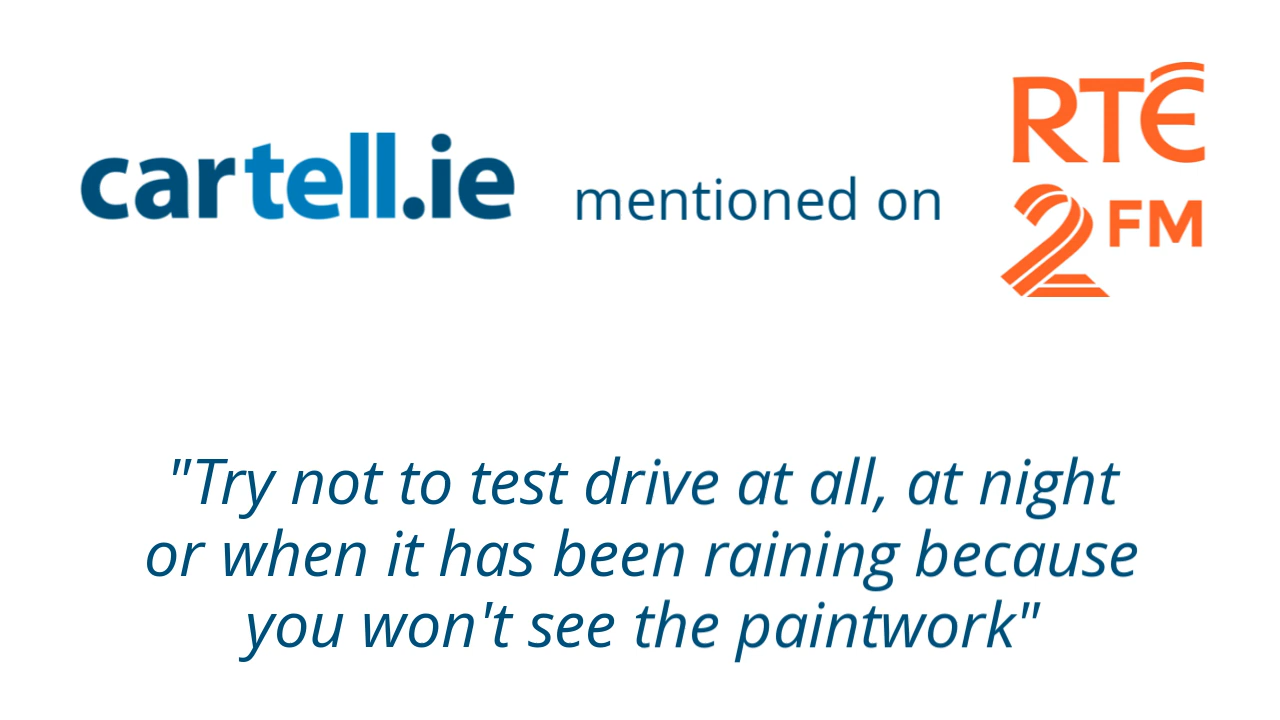 cartell.ie mentioned on RTÉ
2FM
"Try not to test drive at all, at night
or when it has been raining because
you won't see the paintwork"